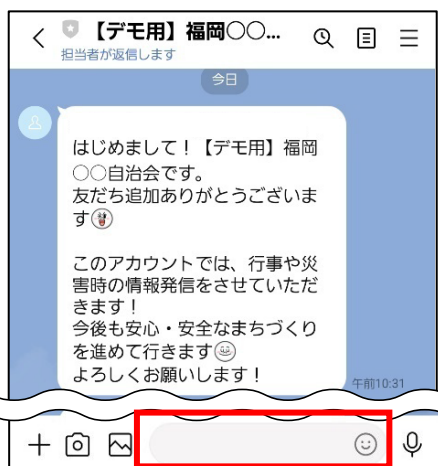 【デモ用】福岡○○...
担当者が返信します
今日
はじめまして！【デモ用】福岡
○○自治会です。
友だち追加ありがとうございま
す
このアカウントでは、行事や災
害時の情報発信をさせていただ
きます！
今後も安心・安全なまちづくり
を進めて行きます
よろしくお願いします！
午前10:31